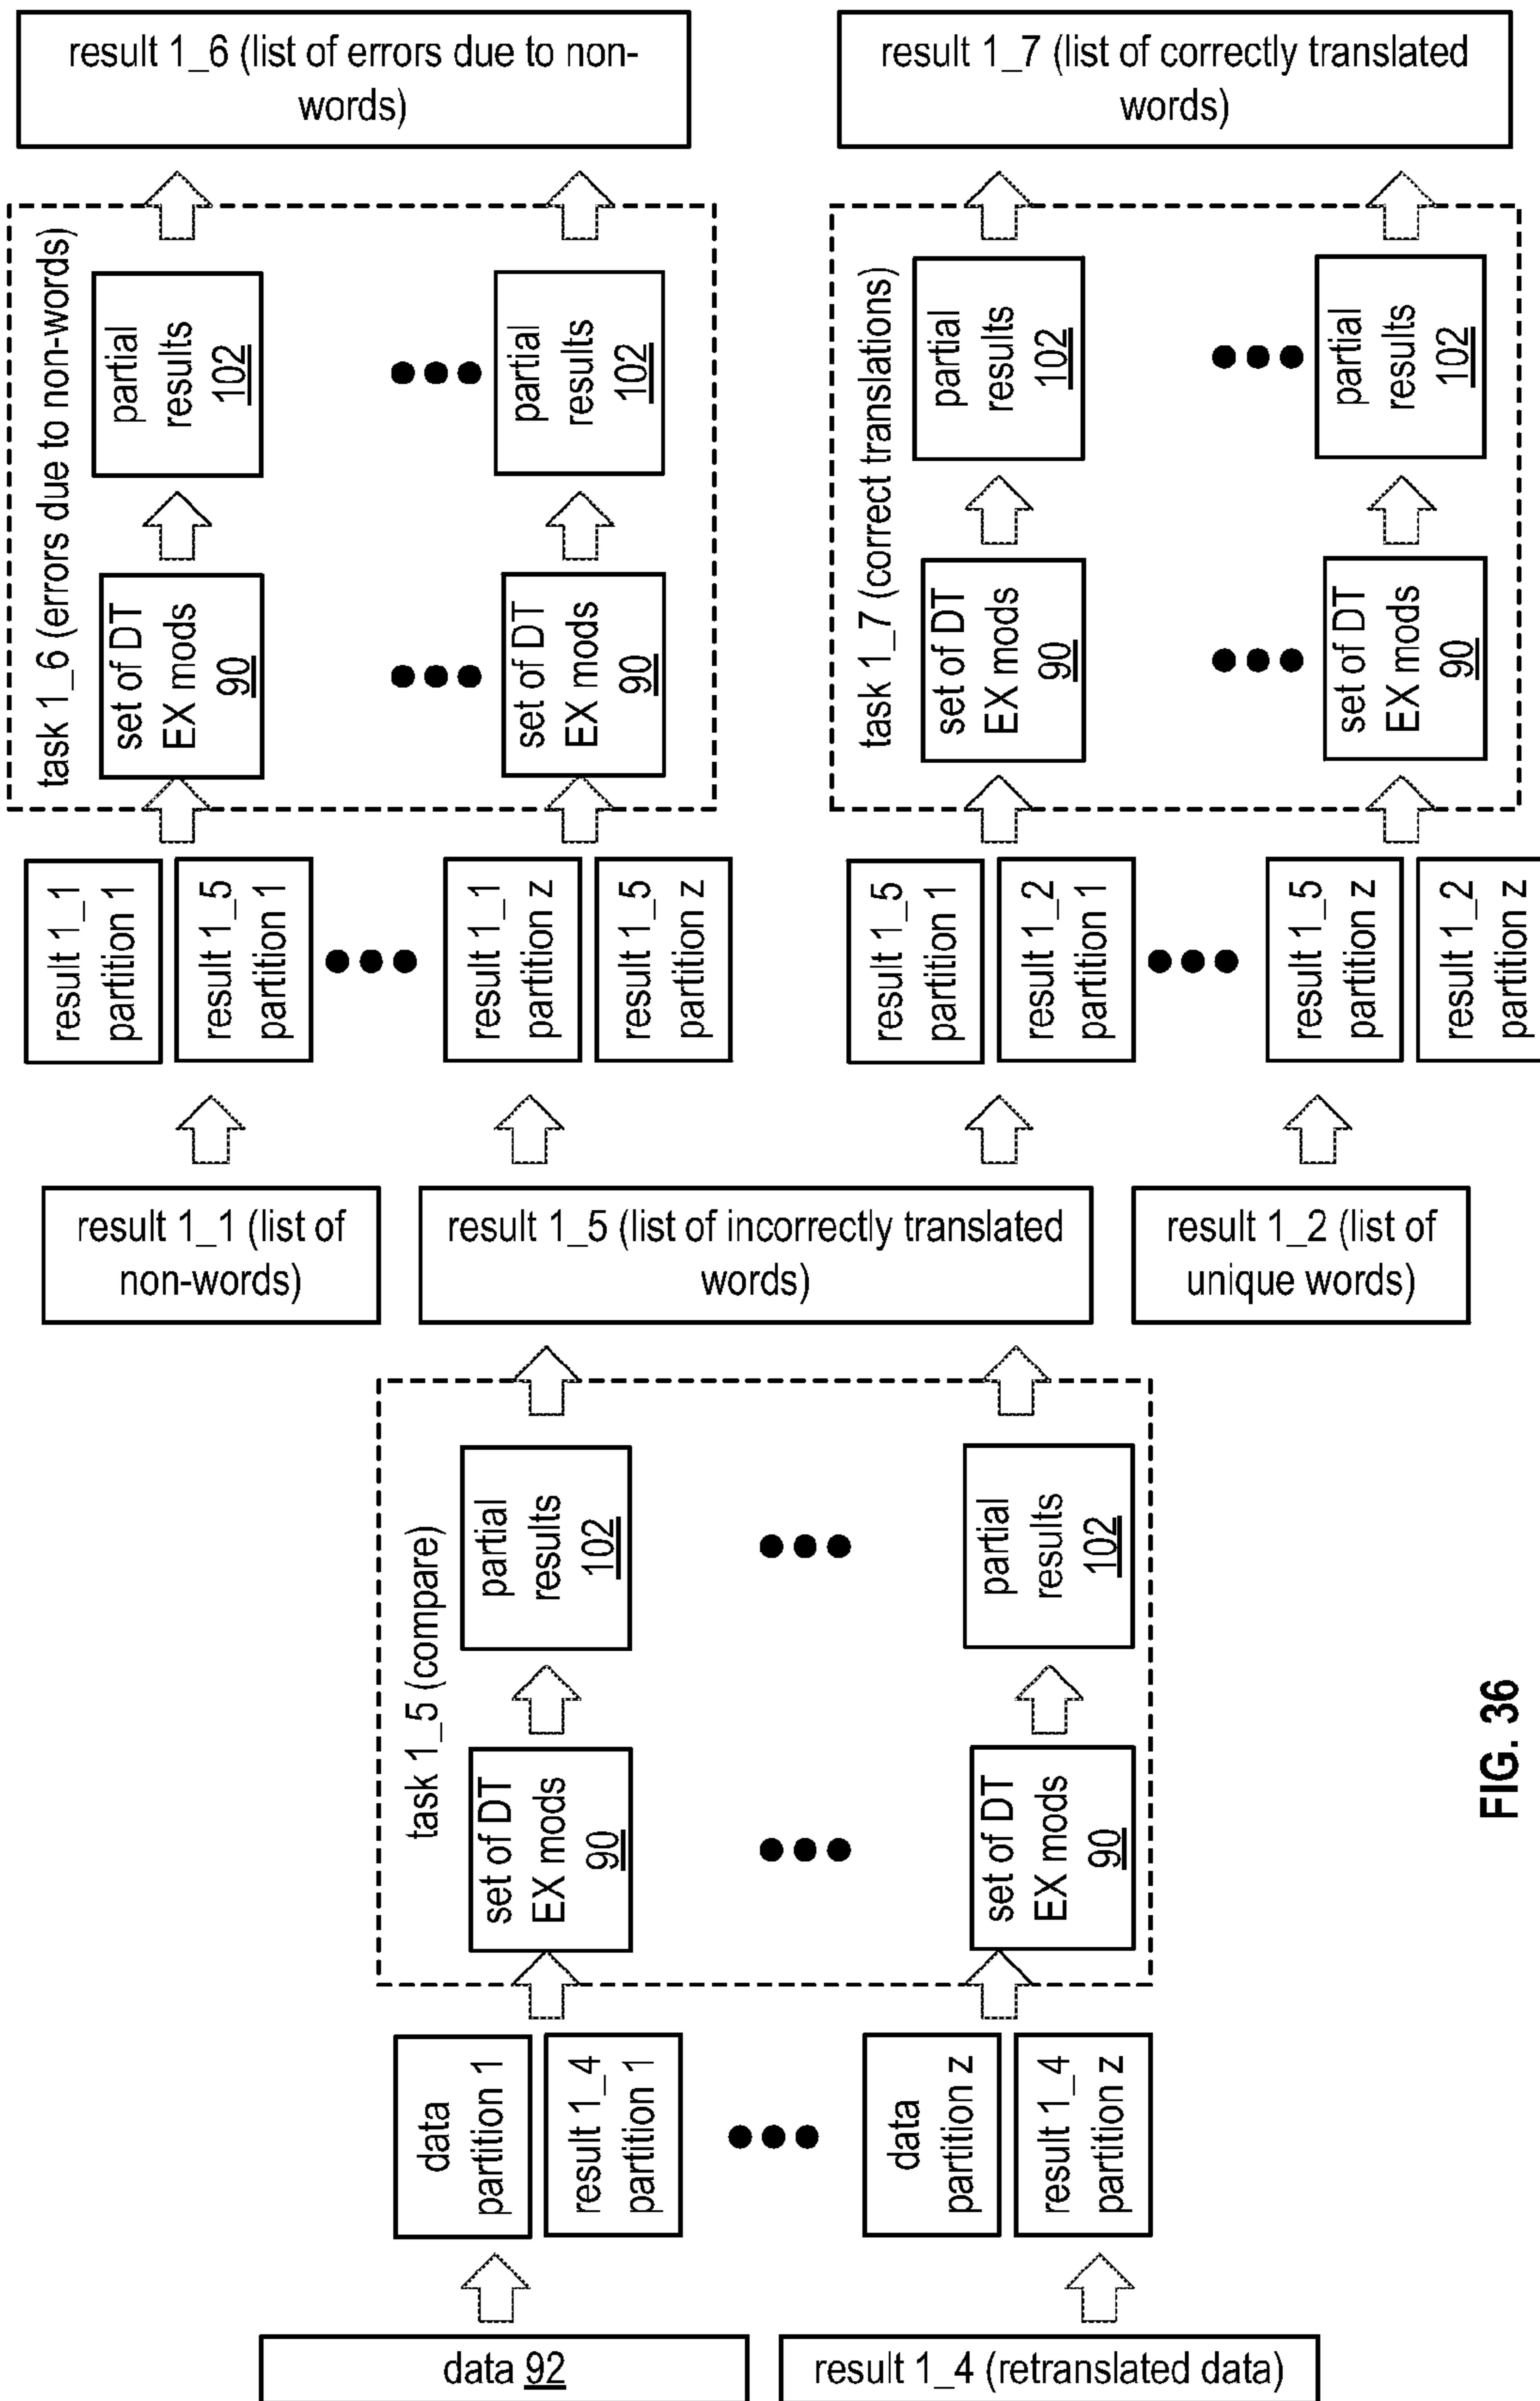 result 1_6 (list of errors due to non-
words)
result 1_7 (list of correctly translated
words)
task 1_6 (errors due to non-words)
set of DT
EX mods
90
partial
results
102
set of DT
EX mods
90
partial
results
102
task 1_7 (correct translations)
set of DT
EX mods
90
partial
results
102
set of DT
EX mods
90
partial
results
102
result 1_1
partition 1
result 1_5
partition 1
result 1_1
partition z
result 1_5
partition z
result 1_5
partition 1
result 1_2
partition 1
result 1_5
partition z
result 1_2
partition z
result 1_1 (list of
non-words)
result 1_5 (list of incorrectly translated
words)
result 1_2 (list of
unique words)
task 1_5 (compare)
set of DT
EX mods
90
partial
results
102
set of DT
EX mods
90
partial
results
102
data
partition 1
result 1_4
partition 1
data
partition z
result 1_4
partition z
data 92
result 1_4 (retranslated data)
FIG. 36